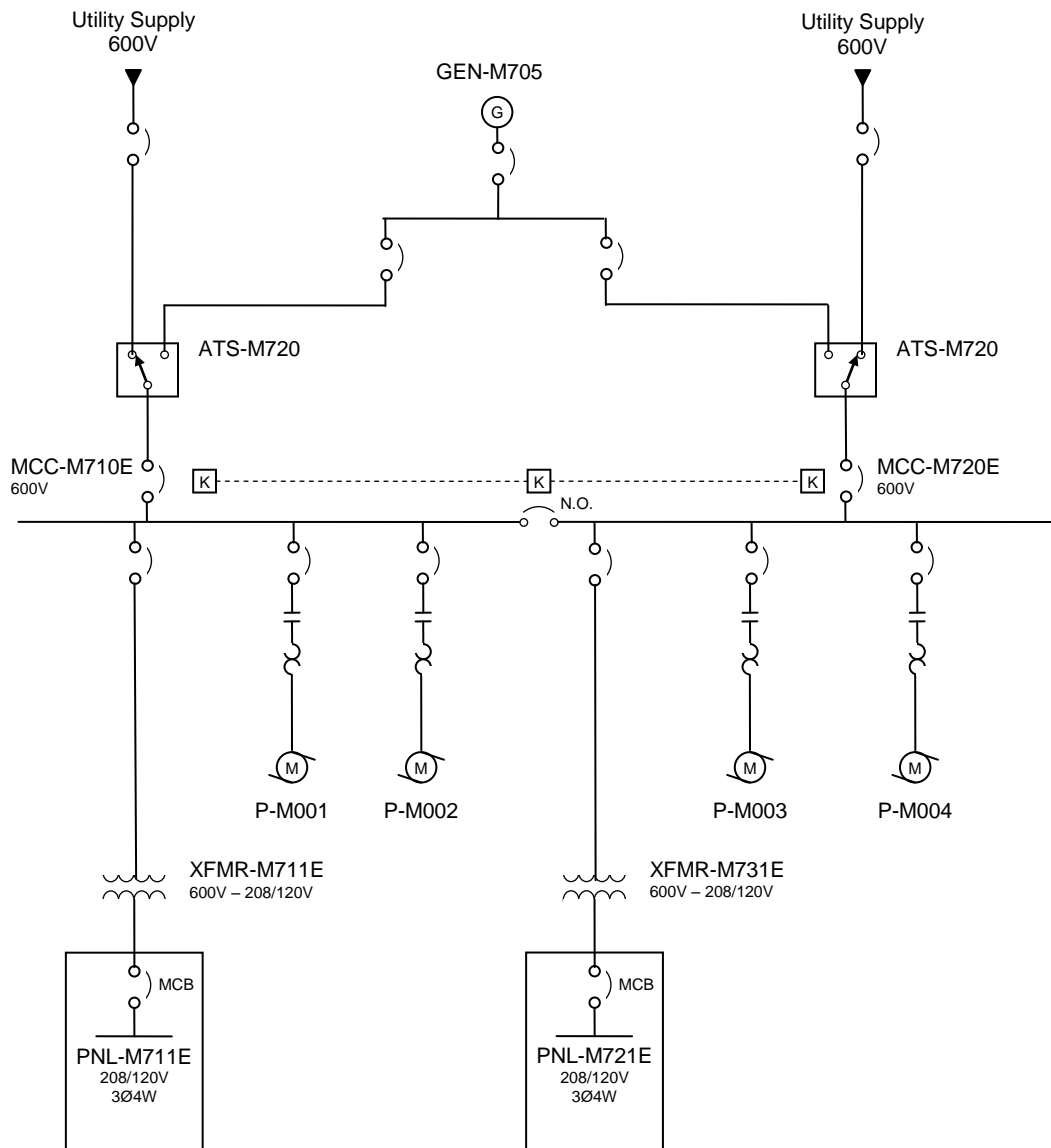 Utility Supply
600V
Utility Supply
600V
GEN-M705
G
ATS-M720
ATS-M720
MCC-M710E
600V
K
K
K
MCC-M720E
600V
N.O.
M
M
M
M
P-M001
P-M002
P-M003
P-M004
XFMR-M711E
600V – 208/120V
XFMR-M731E
600V – 208/120V
MCB
MCB
PNL-M711E
208/120V
3Ø4W
PNL-M721E
208/120V
3Ø4W